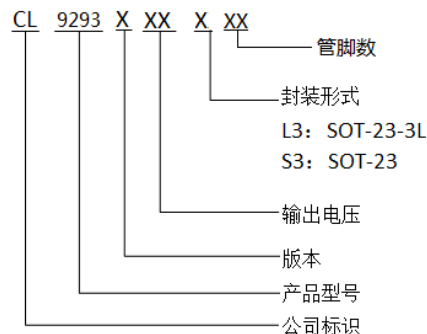 CL 9293 X XX X XX
管脚数
封装形式
L3：SOT-23-3L
S3：SOT-23
输出电压
版本
产品型号
公司标识